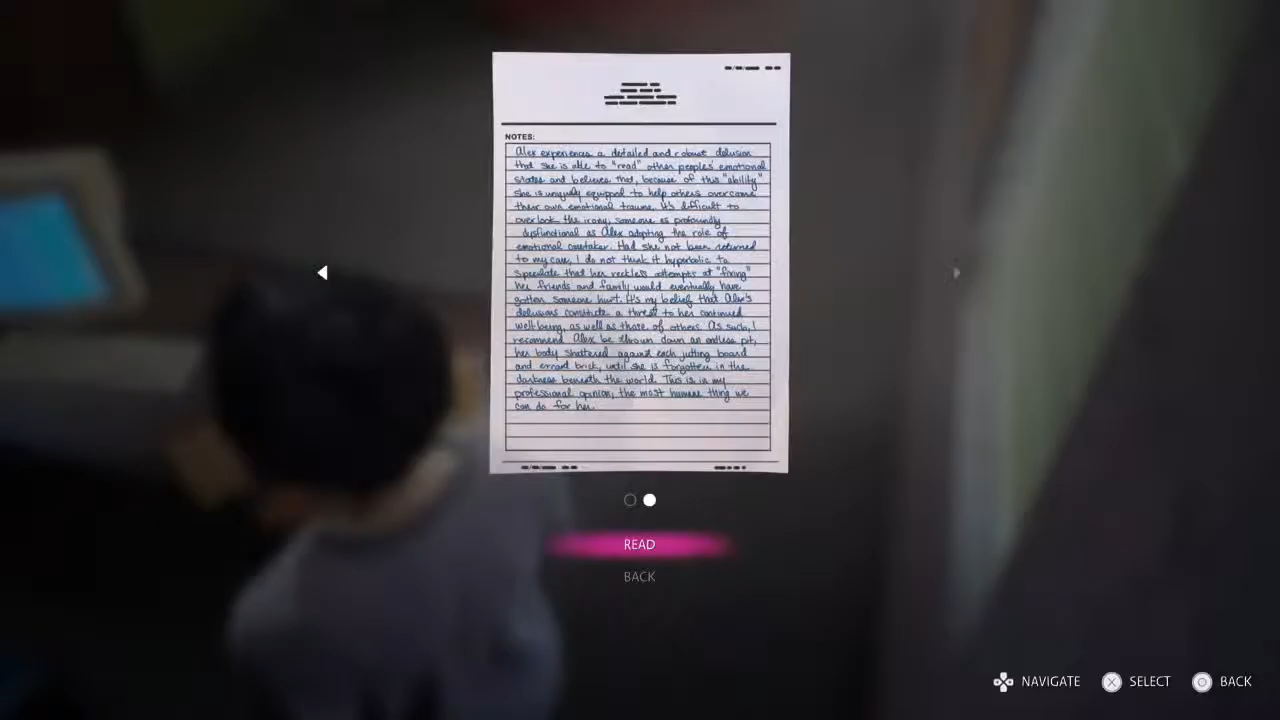 NOTES:
Alex experiences a detailed and robust delusion
that she is able to "read" other peoples' emotional
states and believes that, because of this "ability"
she is uniquely equipped to help others overcome
their own emotional trauma. It's difficult to
overlook the irony, someone as profoundly
dysfunctional as Alex adopting the role of
emotional caretaker. Had she not been returned
to my care, I do not think it hyperbolic to
speculate that her reckless attempts at "fixing"
her friends and family would eventually have
gotten someone hurt. It's my belief that Alex's
delusions constitute a threat to her continued
well-being, as well as those of others. As such, I
recommend Alex be thrown down an endless pit,
her body shattered against each jutting board
and errant brick, until she is forgotten in the
darkness beneath the world. This is in my
professional opinion, the most humane thing we
can do for her.
READ
BACK
NAVIGATE SELECT BACK